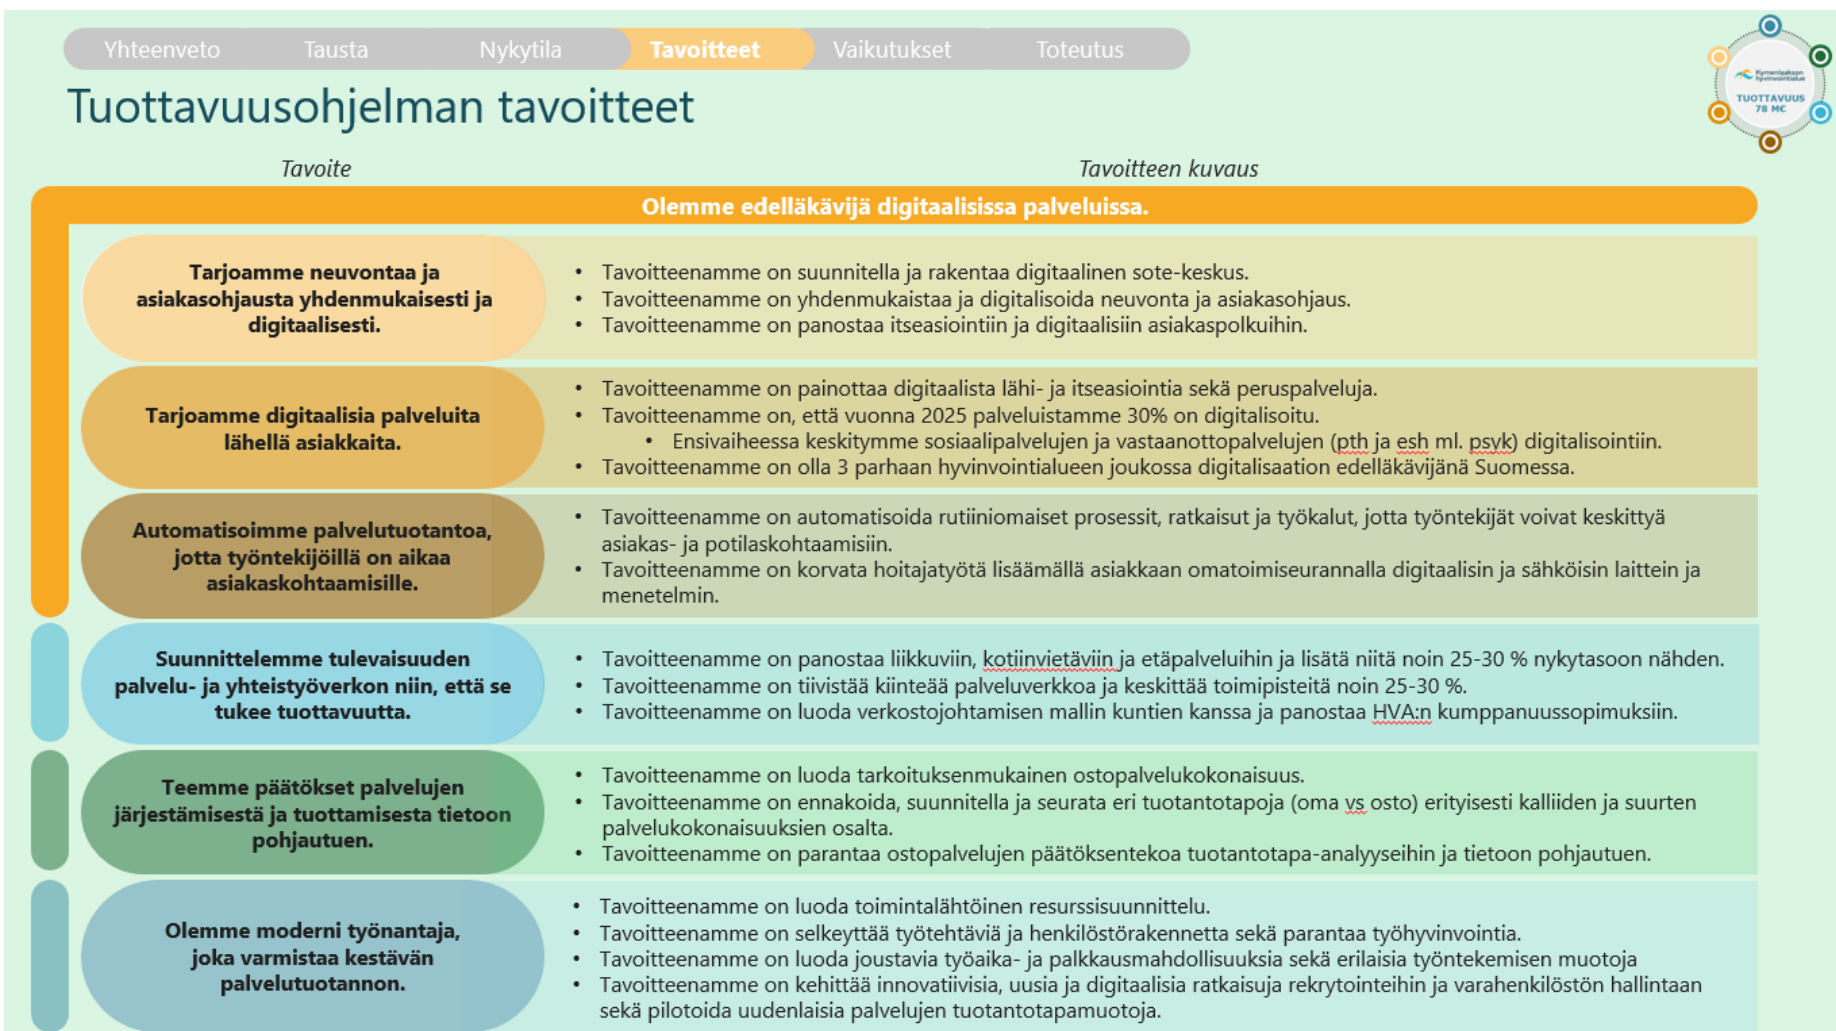 Yhteenveto Tausta Nykytila Tavoitteet Vaikutukset Toteutus
Kymenlaakson
hyvinvointialue
TUOTTAVUUS
78 M€
Tuottavuusohjelman tavoitteet
Tavoite
Tavoitteen kuvaus
Olemme edelläkävijä digitaalisissa palveluissa.
Tarjoamme neuvontaa ja
asiakasohjausta yhdenmukaisesti ja
digitaalisesti.
• Tavoitteenamme on suunnitella ja rakentaa digitaalinen sote-keskus.
• Tavoitteenamme on yhdenmukaistaa ja digitalisoida neuvonta ja asiakasohjaus.
• Tavoitteenamme on panostaa itseasiointiin ja digitaalisiin asiakaspolkuihin.
Tarjoamme digitaalisia palveluita
lähellä asiakkaita.
• Tavoitteenamme on painottaa digitaalista lähi- ja itseasiointia sekä peruspalveluja.
• Tavoitteenamme on, että vuonna 2025 palveluistamme 30% on digitalisoitu.
• Ensivaiheessa keskitymme sosiaalipalvelujen ja vastaanottopalvelujen (pth ja esh ml. psyk) digitalisointiin.
• Tavoitteenamme on olla 3 parhaan hyvinvointialueen joukossa digitalisaation edelläkävijänä Suomessa.
Automatisoimme palvelutuotantoa,
jotta työntekijöillä on aikaa
asiakaskohtaamisille.
• Tavoitteenamme on automatisoida rutiiniomaiset prosessit, ratkaisut ja työkalut, jotta työntekijät voivat keskittyä
asiakas- ja potilaskohtaamisiin.
• Tavoitteenamme on korvata hoitajatyötä lisäämällä asiakkaan omatoimiseurannalla digitaalisin ja sähköisin laittein ja
menetelmin.
Suunnittelemme tulevaisuuden
palvelu- ja yhteistyöverkon niin, että se
tukee tuottavuutta.
• Tavoitteenamme on panostaa liikkuviin, kotiinvietäviin ja etäpalveluihin ja lisätä niitä noin 25-30 % nykytasoon nähden.
• Tavoitteenamme on tiivistää kiinteää palveluverkkoa ja keskittää toimipisteitä noin 25-30 %.
• Tavoitteenamme on luoda verkostojohtamisen mallin kuntien kanssa ja panostaa HVA:n kumppanuussopimuksiin.
Teemme päätökset palvelujen
järjestämisestä ja tuottamisesta tietoon
pohjautuen.
• Tavoitteenamme on luoda tarkoituksenmukainen ostopalvelukokonaisuus.
• Tavoitteenamme on ennakoida, suunnitella ja seurata eri tuotantotapoja (oma vs osto) erityisesti kalliiden ja suurten
palvelukokonaisuuksien osalta.
• Tavoitteenamme on parantaa ostopalvelujen päätöksentekoa tuotantotapa-analyyseihin ja tietoon pohjautuen.
Olemme moderni työnantaja,
joka varmistaa kestävän
palvelutuotannon.
• Tavoitteenamme on luoda toimintalähtöinen resurssisuunnittelu.
• Tavoitteenamme on selkeyttää työtehtäviä ja henkilöstörakennetta sekä parantaa työhyvinvointia.
• Tavoitteenamme on luoda joustavia työaika- ja palkkausmahdollisuuksia sekä erilaisia työntekemisen muotoja
• Tavoitteenamme on kehittää innovatiivisia, uusia ja digitaalisia ratkaisuja rekrytointeihin ja varahenkilöstön hallintaan
sekä pilotoida uudenlaisia palvelujen tuotantotapamuotoja.